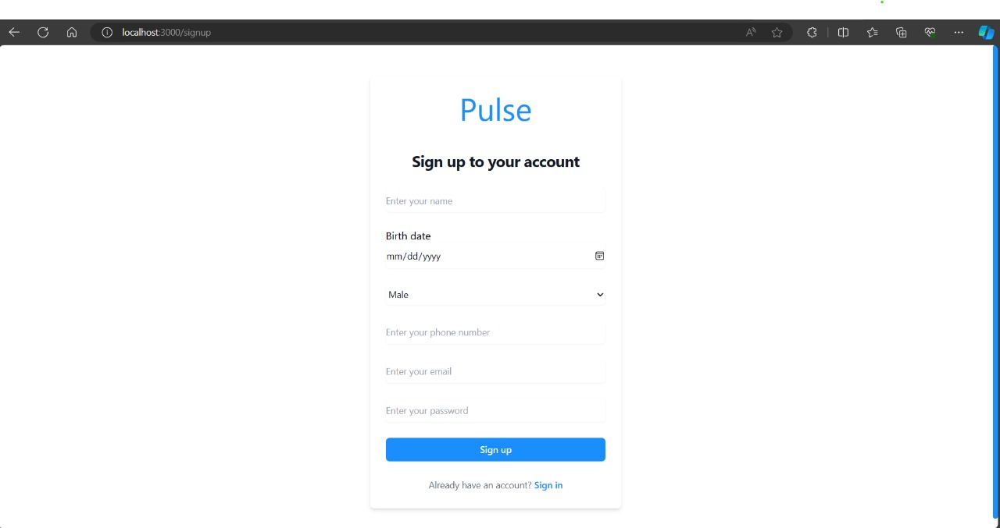 localhost:3000/signup
Pulse
Sign up to your account
Enter your name
Birth date
mm/dd/yyyy
Male
Enter your phone number
Enter your email
Enter your password
Sign up
Already have an account? Sign in